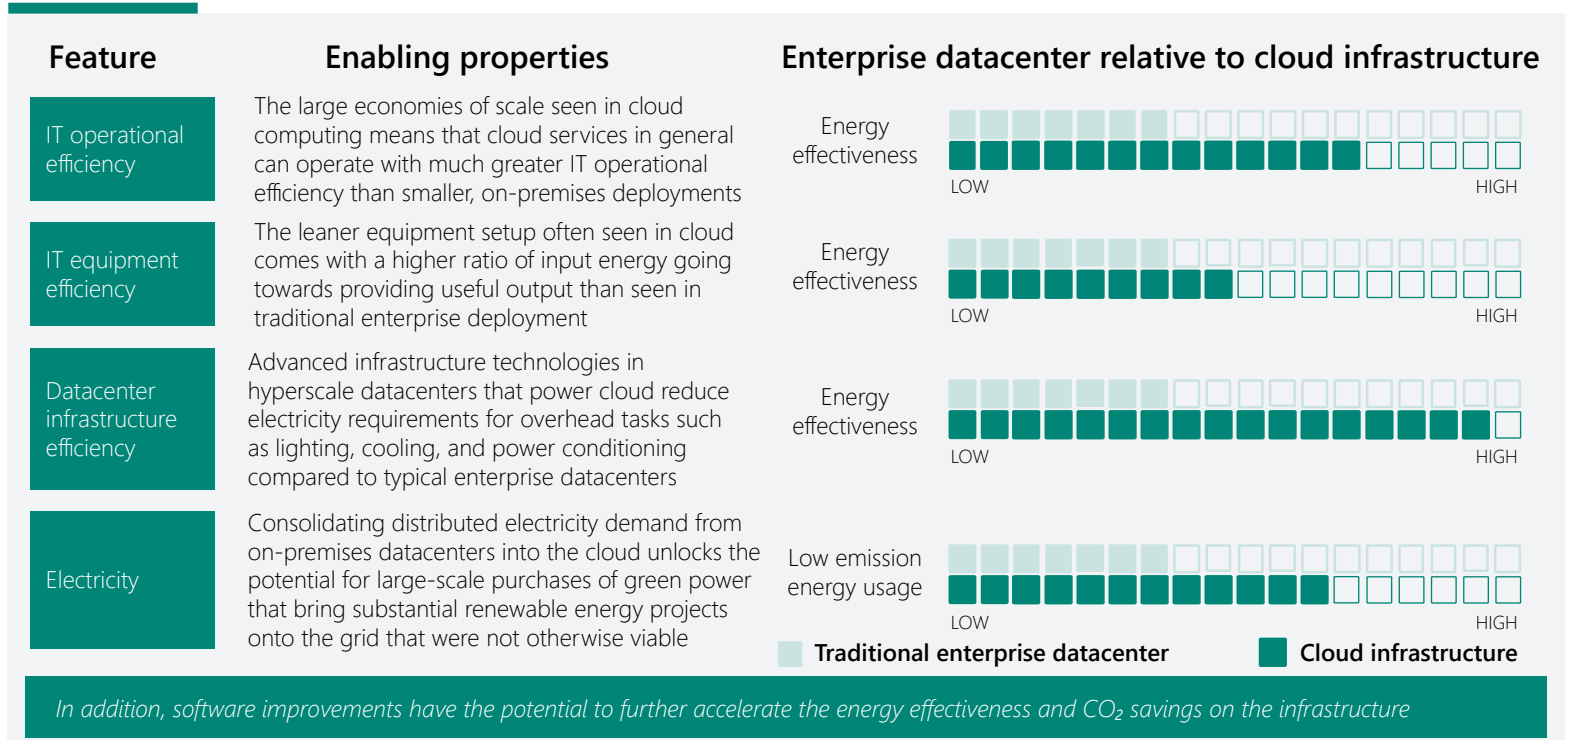 Feature
Enabling properties
Enterprise datacenter relative to cloud infrastructure
IT operational
efficiency
The large economies of scale seen in cloud
computing means that cloud services in general
can operate with much greater IT operational
efficiency than smaller, on-premises deployments
Energy
effectiveness
LOW
HIGH
IT equipment
efficiency
The leaner equipment setup often seen in cloud
comes with a higher ratio of input energy going
towards providing useful output than seen in
traditional enterprise deployment
Energy
effectiveness
LOW
HIGH
Datacenter
infrastructure
efficiency
Advanced infrastructure technologies in
hyperscale datacenters that power cloud reduce
electricity requirements for overhead tasks such
as lighting, cooling, and power conditioning
compared to typical enterprise datacenters
Energy
effectiveness
LOW
HIGH
Electricity
Consolidating distributed electricity demand from
on-premises datacenters into the cloud unlocks the
potential for large-scale purchases of green power
that bring substantial renewable energy projects
onto the grid that were not otherwise viable
Low emission
energy usage
LOW
HIGH
Traditional enterprise datacenter
Cloud infrastructure
In addition, software improvements have the potential to further accelerate the energy effectiveness and CO₂ savings on the infrastructure